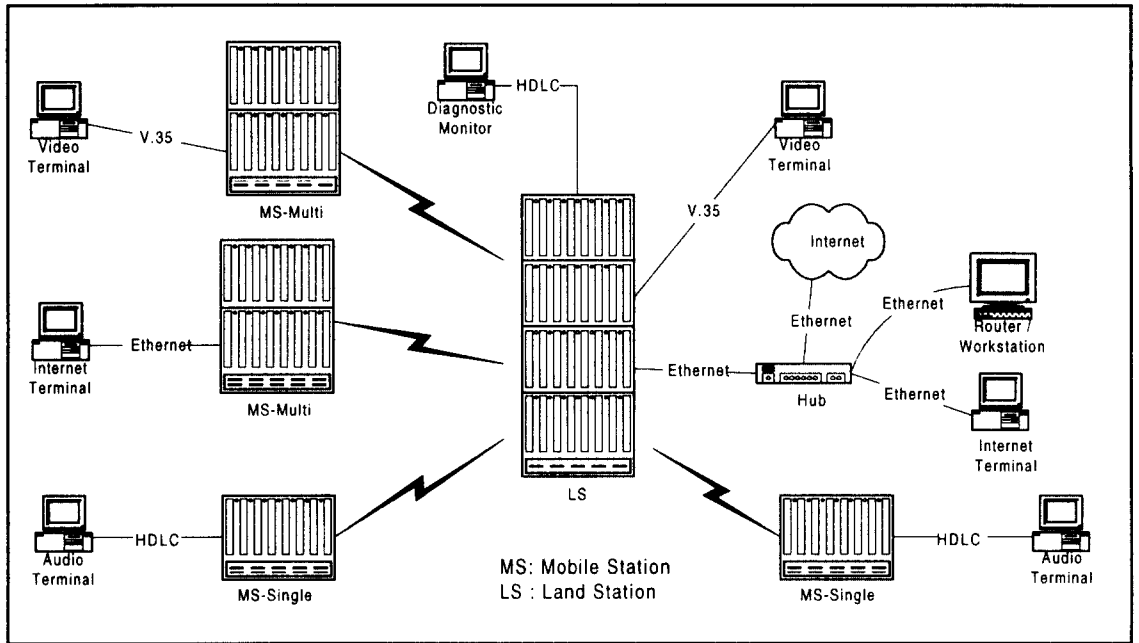 Video
Terminal
V.35
MS-Multi
HDLC
Diagnostic
Monitor
Video
Terminal
V.35
Internet
Ethernet
Ethernet
Router /
Workstation
Internet
Terminal
Ethernet
MS-Multi
Ethernet
Hub
Ethernet
Internet
Terminal
LS
Audio
Terminal
HDLC
MS-Single
MS: Mobile Station
LS : Land Station
MS-Single
HDLC
Audio
Terminal